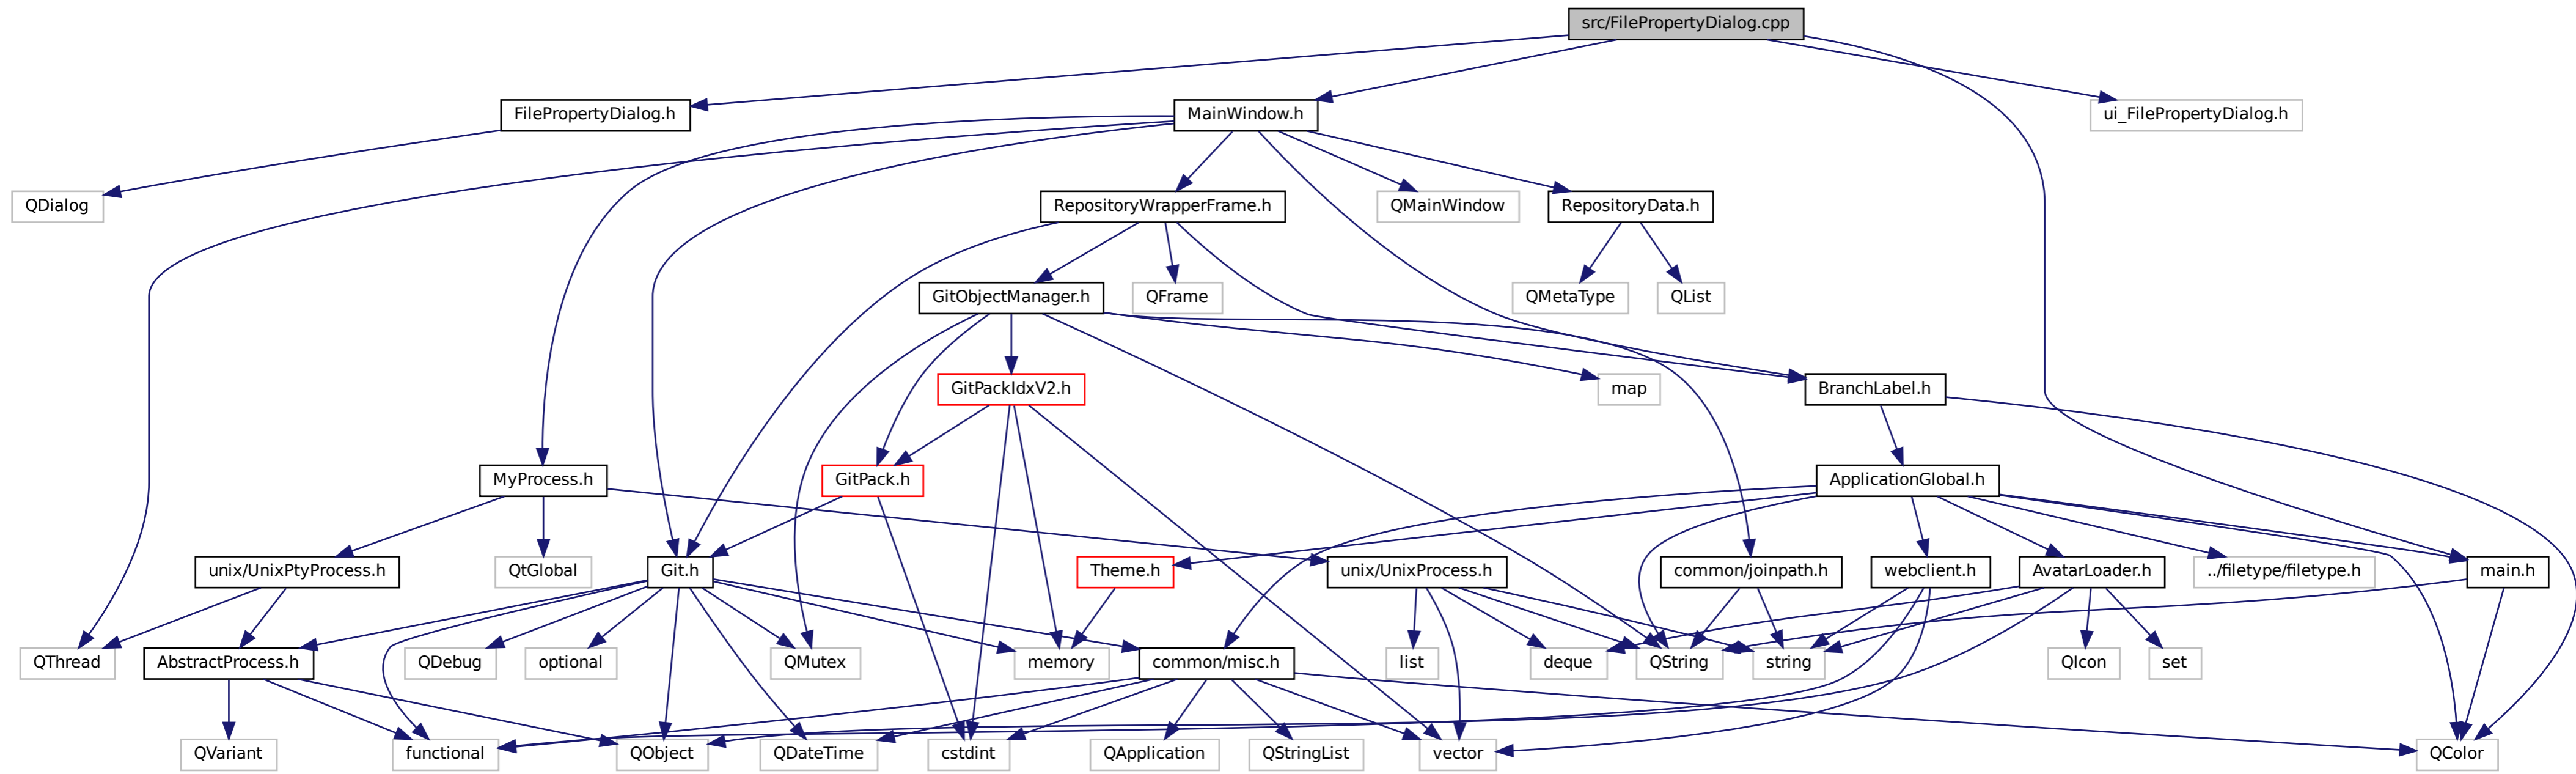 src/FilePropertyDialog.cpp
FilePropertyDialog.h
MainWindow.h
ui_FilePropertyDialog.h
QDialog
RepositoryWrapperFrame.h
QMainWindow
RepositoryData.h
GitObjectManager.h
QFrame
QMetaType
QList
GitPackIdxV2.h
map
BranchLabel.h
MyProcess.h
GitPack.h
ApplicationGlobal.h
unix/UnixPtyProcess.h
QtGlobal
Git.h
Theme.h
unix/UnixProcess.h
common/joinpath.h
webclient.h
AvatarLoader.h
../filetype/filetype.h
main.h
QThread
AbstractProcess.h
QDebug
optional
QMutex
memory
common/misc.h
list
deque
QString
string
QIcon
set
QVariant
functional
QObject
QDateTime
cstdint
QApplication
QStringList
vector
QColor